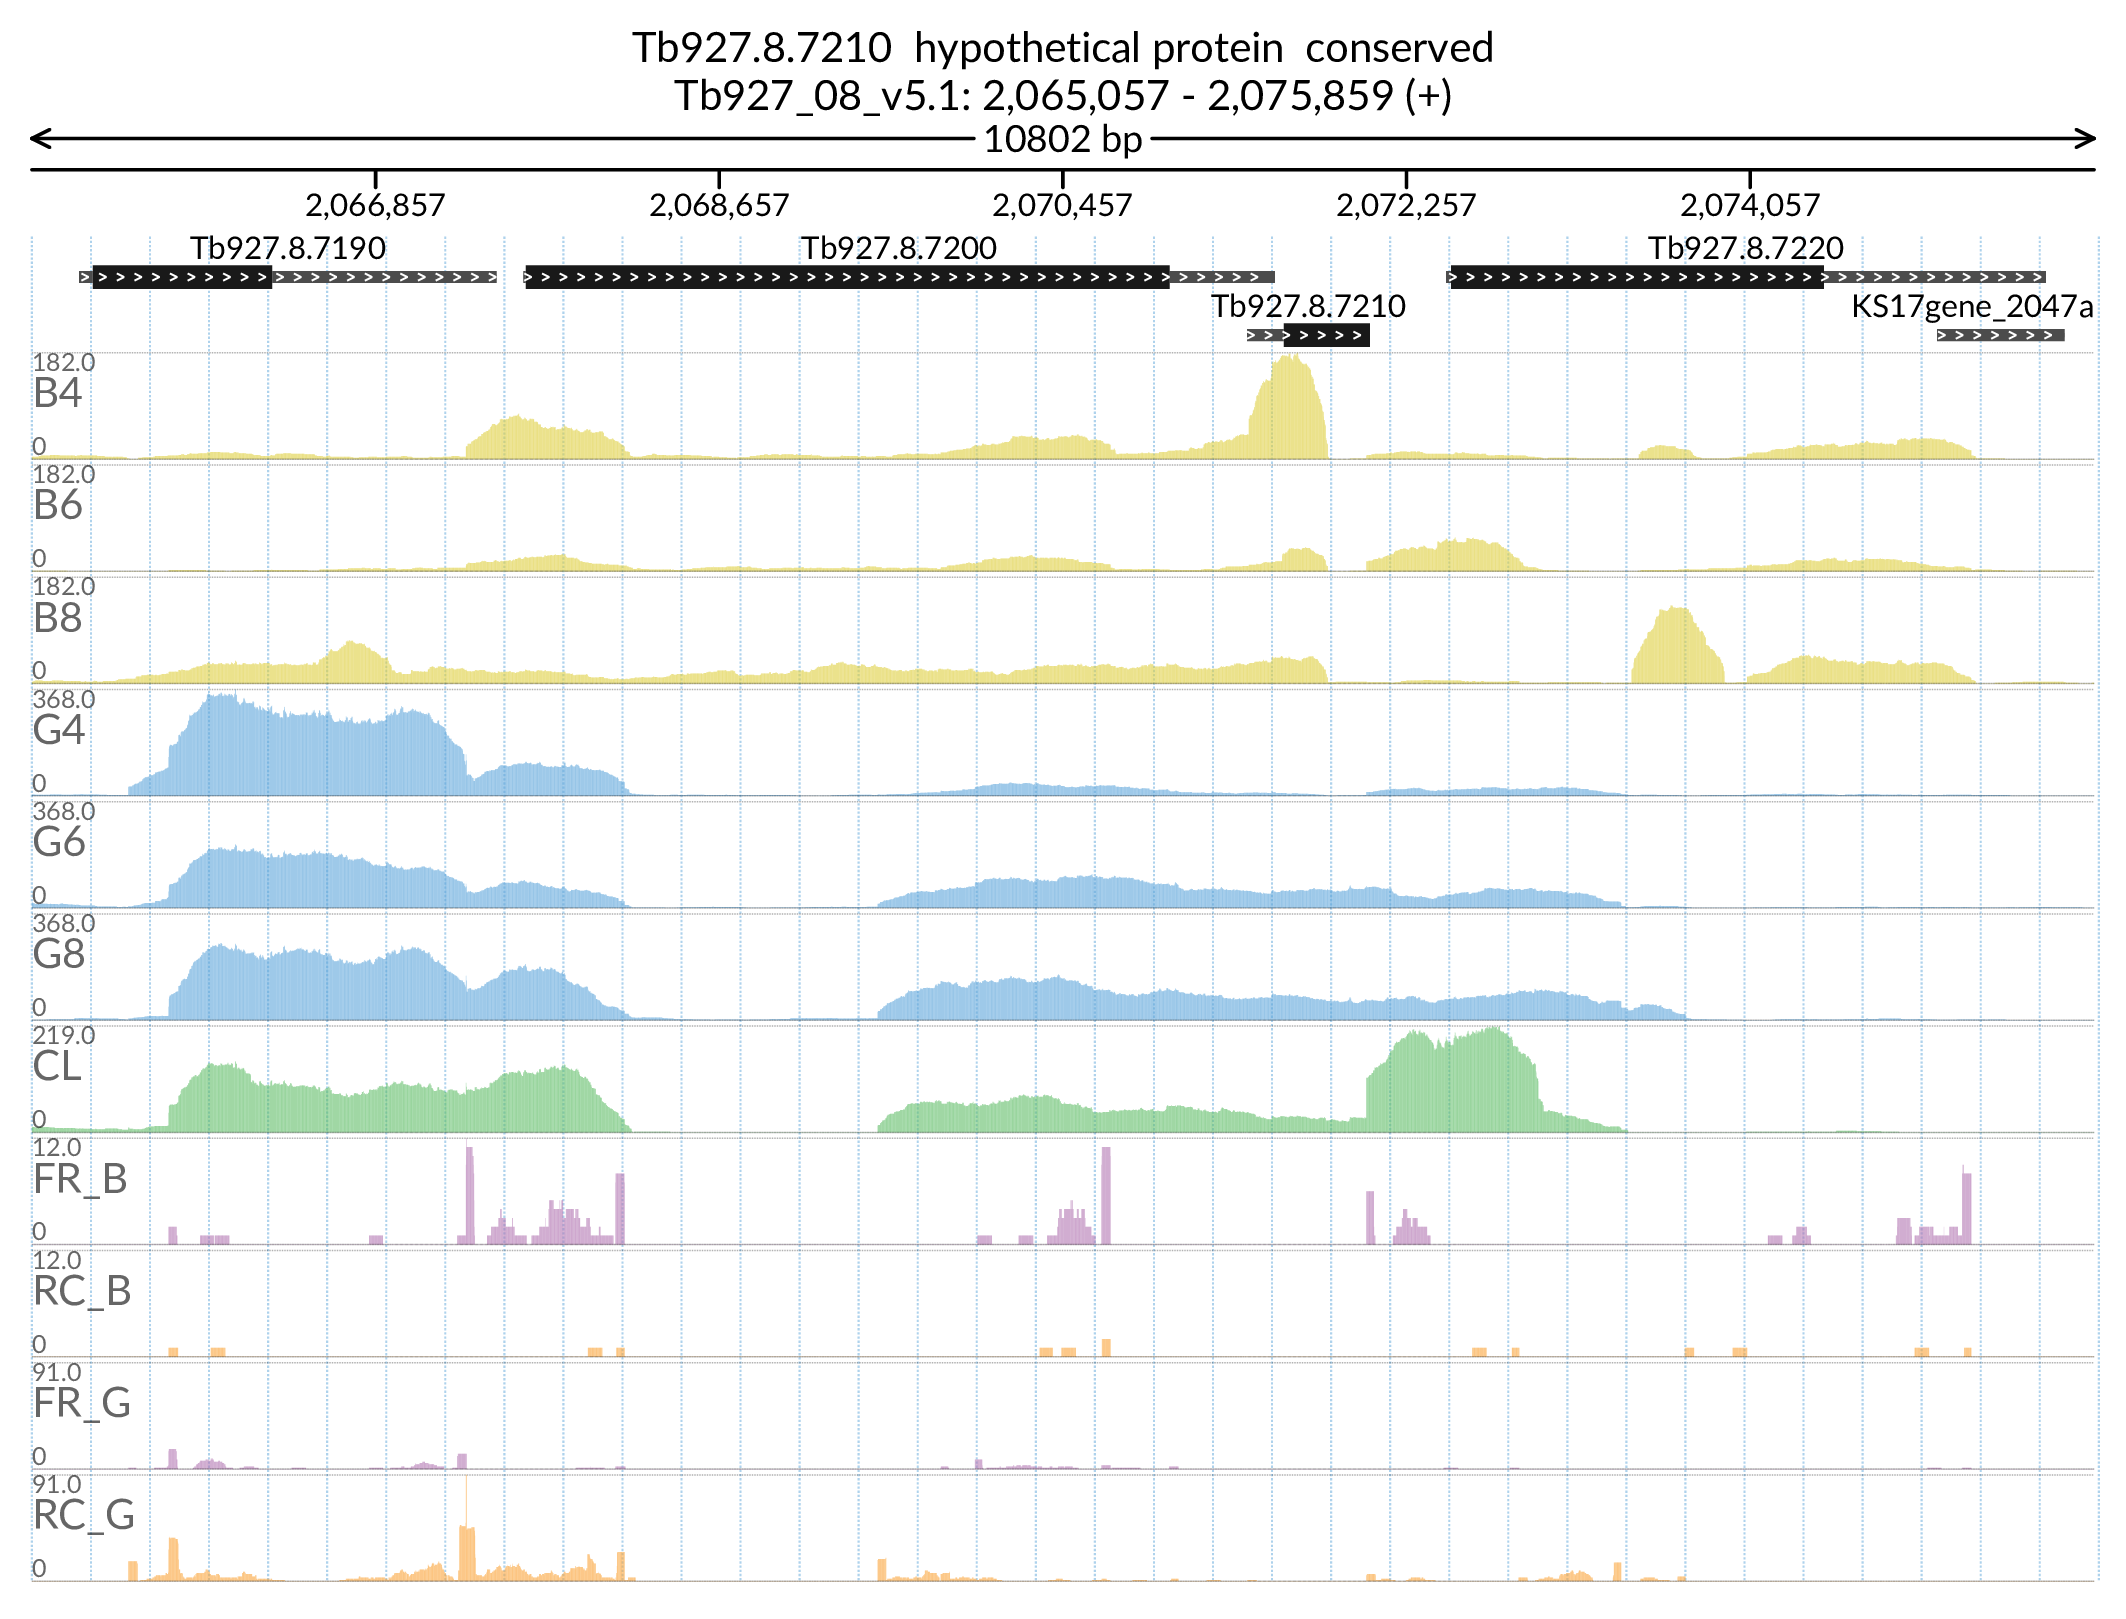 Tb927.8.7210  hypothetical protein  conserved
Tb927_08_v5.1: 2,065,057 - 2,075,859 (+)
10802 bp
2,066,857 2,068,657 2,070,457 2,072,257 2,074,057
Tb927.8.7190 Tb927.8.7200 Tb927.8.7220
Tb927.8.7210 KS17gene_2047a
182.0
B4
0
182.0
B6
0
182.0
B8
0
368.0
G4
0
368.0
G6
0
368.0
G8
0
219.0
CL
0
12.0
FR_B
0
12.0
RC_B
0
91.0
FR_G
0
91.0
RC_G
0